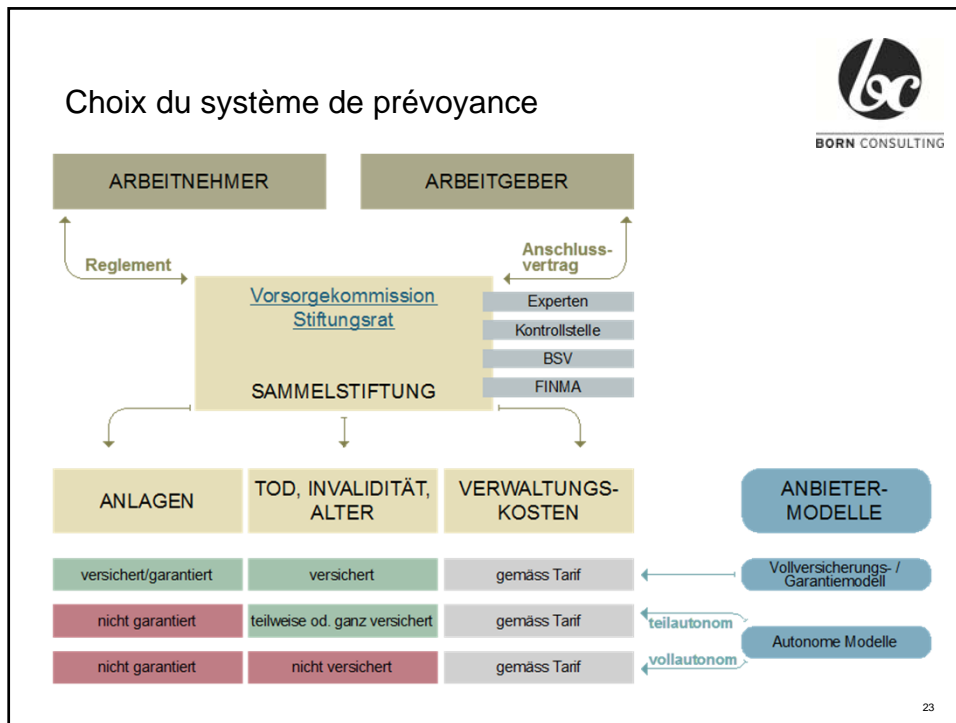 Choix du système de prévoyance
bc
BORN CONSULTING
ARBEITNEHMER
ARBEITGEBER
Reglement
Anschluss-
vertrag
Vorsorgekommission
Stiftungsrat
SAMMELSTIFTUNG
Experten
Kontrollstelle
BSV
FINMA
ANLAGEN
TOD, INVALIDITÄT,
ALTER
VERWALTUNGS-
KOSTEN
ANBIETER-
MODELLE
versichert/garantiert
versichert
gemäss Tarif
Vollversicherungs- /
Garantiemodell
nicht garantiert
teilweise od. ganz versichert
gemäss Tarif
teilautonom
Autonome Modelle
nicht garantiert
nicht versichert
gemäss Tarif
vollautonom
23